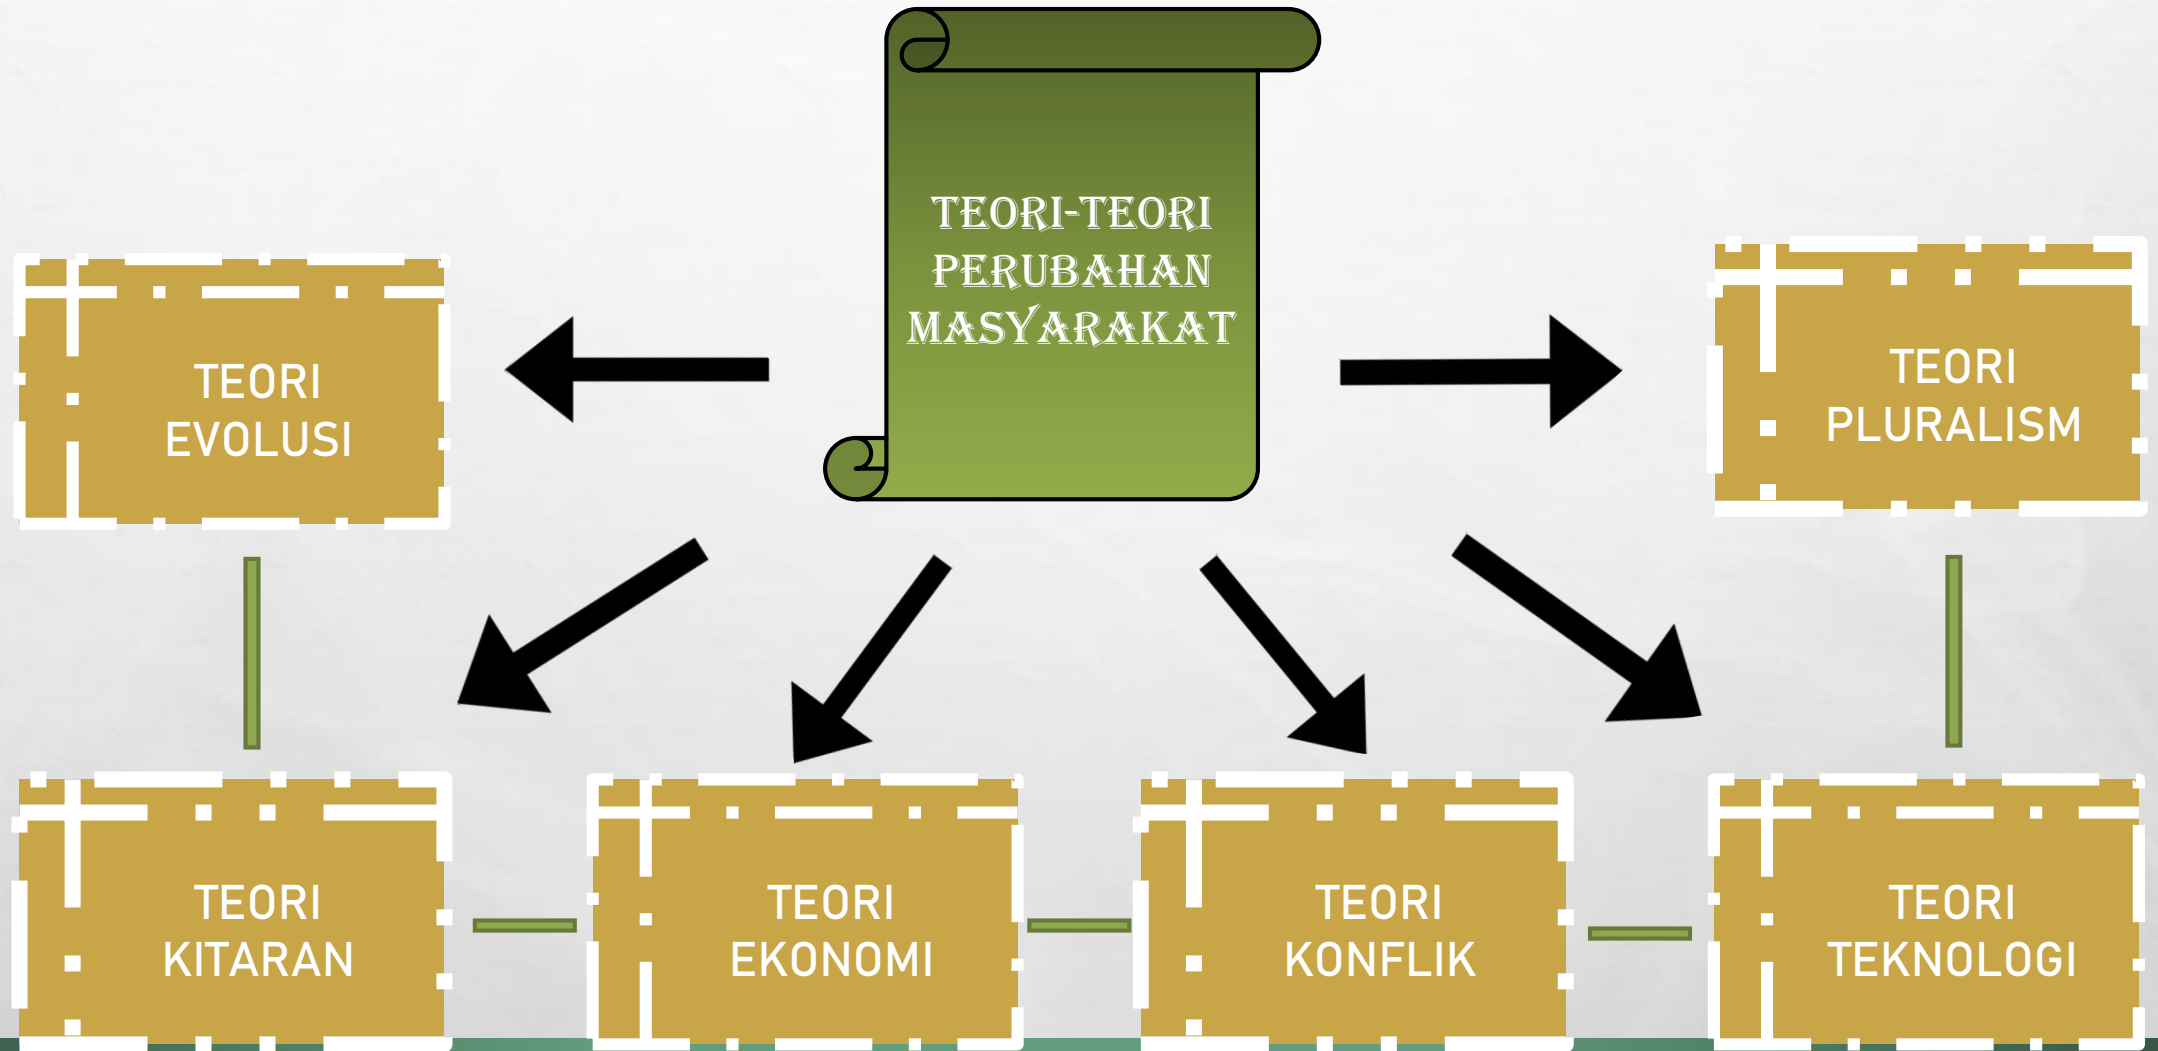 TEORI-TEORI
PERUBAHAN
MASYARAKAT
TEORI
EVOLUSI
TEORI
PLURALISM
TEORI
KITARAN
TEORI
EKONOMI
TEORI
KONFLIK
TEORI
TEKNOLOGI